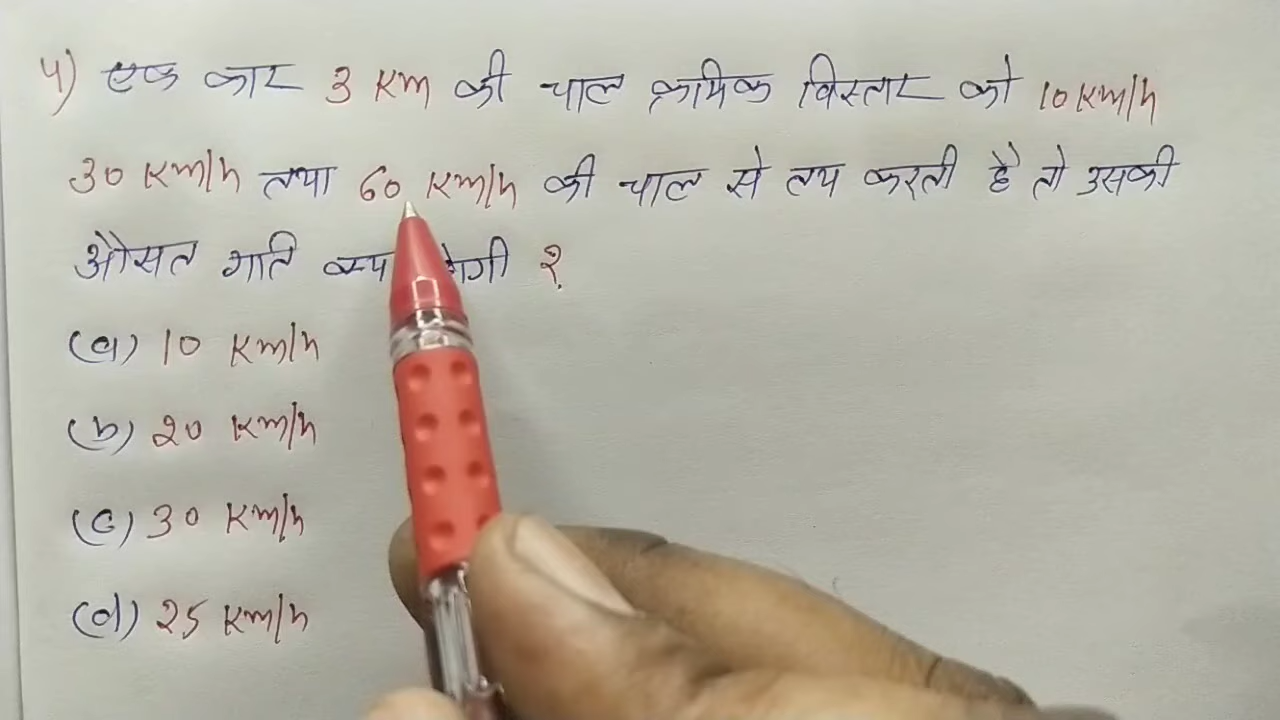 4) एक कार 3 Km की चाल क्रमिक विस्तार को 10 Km/h
30 Km/h तथा 60 Km/h की चाल से तय करती है तो उसकी
औसत गति ?
(a) 10 Km/h
(b) 20 Km/h
(c) 30 Km/h
(d) 25 Km/h